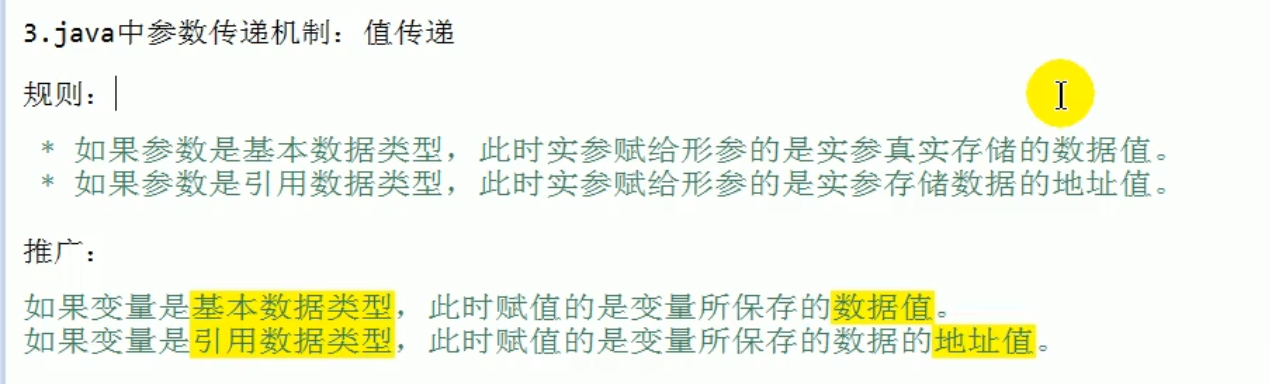 3.java中参数传递机制：值传递
规则：
* 如果参数是基本数据类型，此时实参赋给形参的是实参真实存储的数据值。
* 如果参数是引用数据类型，此时实参赋给形参的是实参存储数据的地址值。
推广：
如果变量是基本数据类型，此时赋值的是变量所保存的数据值。
如果变量是引用数据类型，此时赋值的是变量所保存的数据的地址值。